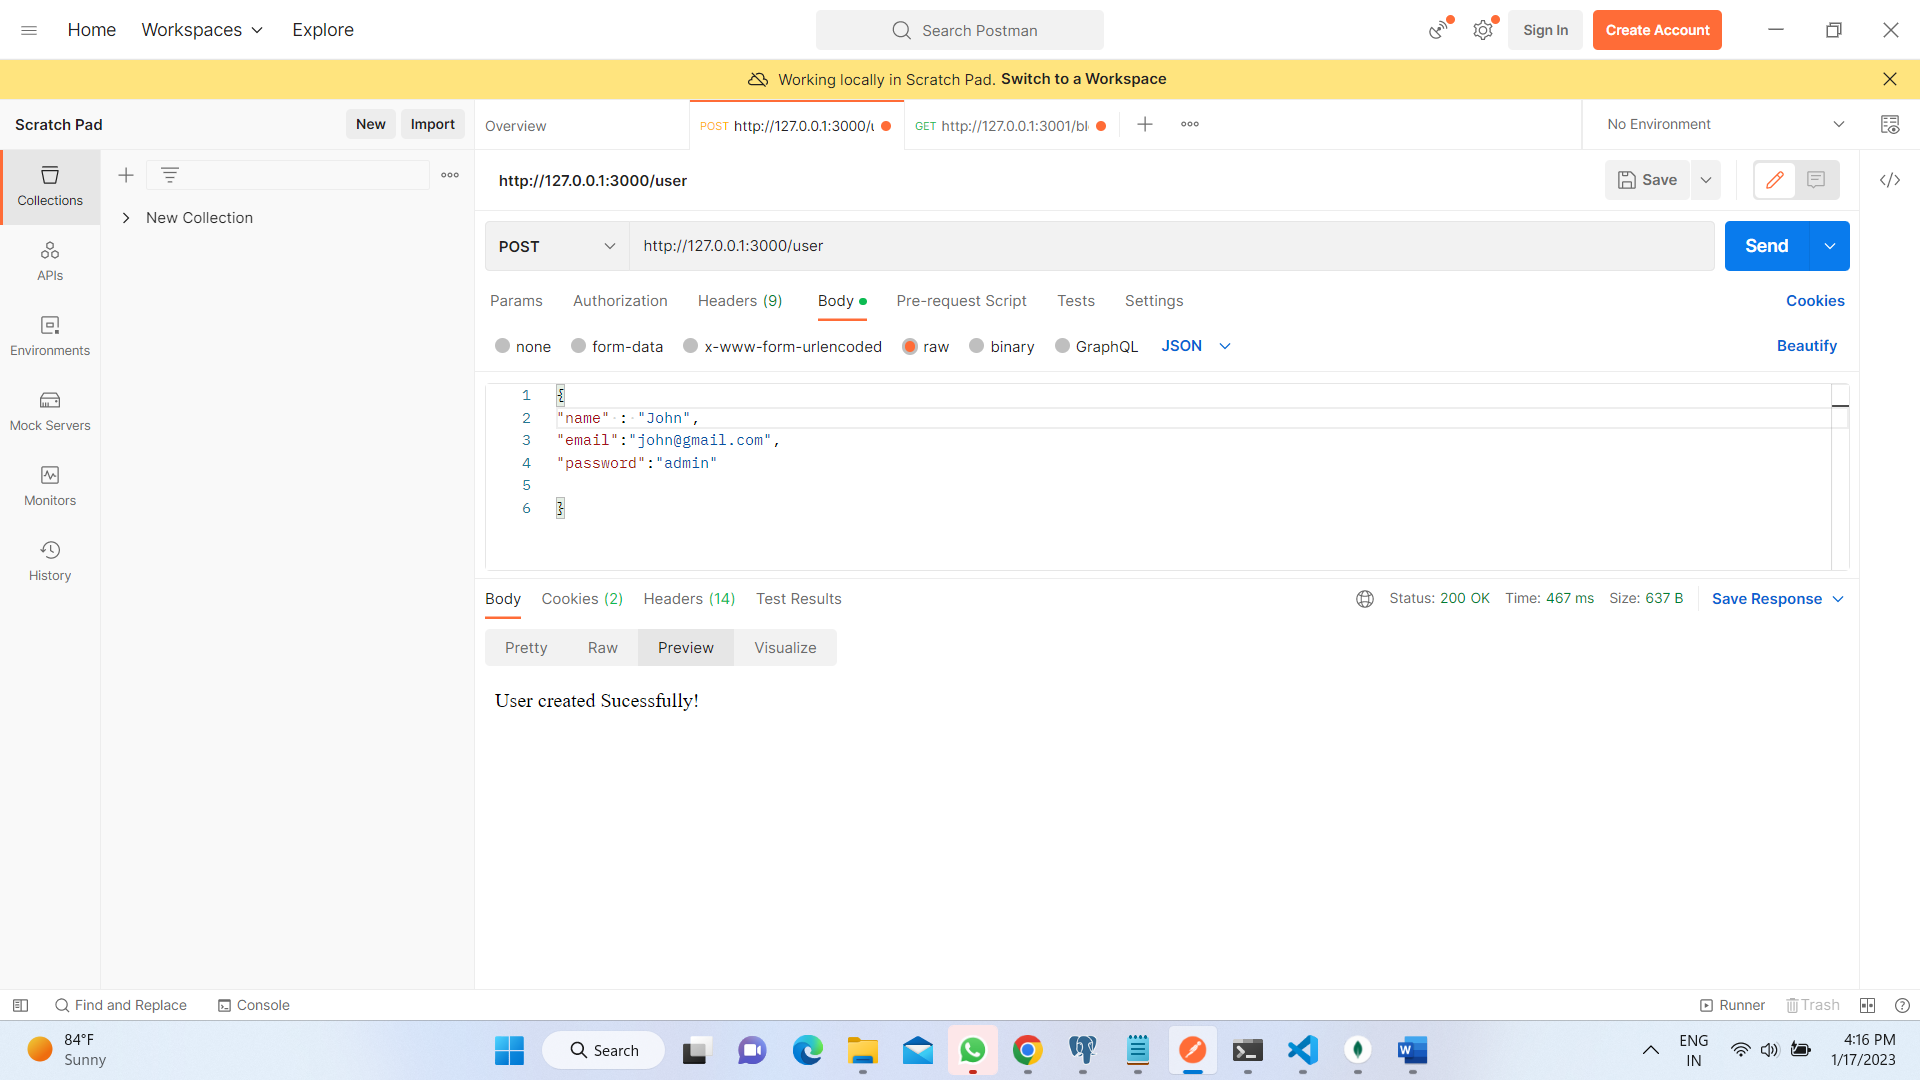 Home Workspaces Explore
Search Postman
Sign In Create Account
Working locally in Scratch Pad. Switch to a Workspace
Scratch Pad New Import
Overview POST http://127.0.0.1:3000/u GET http://127.0.0.1:3001/bl No Environment
Collections
APIs
Environments
Mock Servers
Monitors
History
New Collection
http://127.0.0.1:3000/user
Save
POST http://127.0.0.1:3000/user Send
Params Authorization Headers (9) Body Pre-request Script Tests Settings Cookies
none form-data x-www-form-urlencoded raw binary GraphQL JSON Beautify
1 {
2 "name" : "John",
3 "email":"john@gmail.com",
4 "password":"admin"
5
6 }
Body Cookies (2) Headers (14) Test Results Status: 200 OK Time: 467 ms Size: 637 B Save Response
Pretty Raw Preview Visualize
User created Sucessfully!
Find and Replace Console Runner Trash
84°F
Sunny
Search
ENG
IN
4:16 PM
1/17/2023